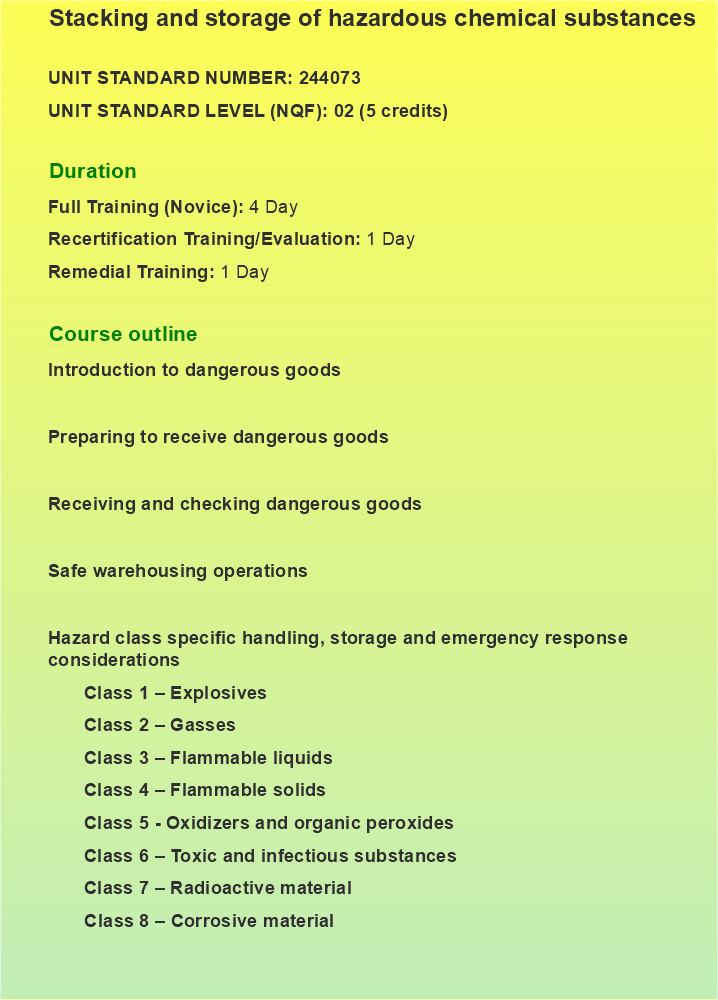 Stacking and storage of hazardous chemical substances
UNIT STANDARD NUMBER: 244073
UNIT STANDARD LEVEL (NQF): 02 (5 credits)
Duration
Full Training (Novice): 4 Day
Recertification Training/Evaluation: 1 Day
Remedial Training: 1 Day
Course outline
Introduction to dangerous goods
Preparing to receive dangerous goods
Receiving and checking dangerous goods
Safe warehousing operations
Hazard class specific handling, storage and emergency response
considerations
Class 1 – Explosives
Class 2 – Gasses
Class 3 – Flammable liquids
Class 4 – Flammable solids
Class 5 - Oxidizers and organic peroxides
Class 6 – Toxic and infectious substances
Class 7 – Radioactive material
Class 8 – Corrosive material